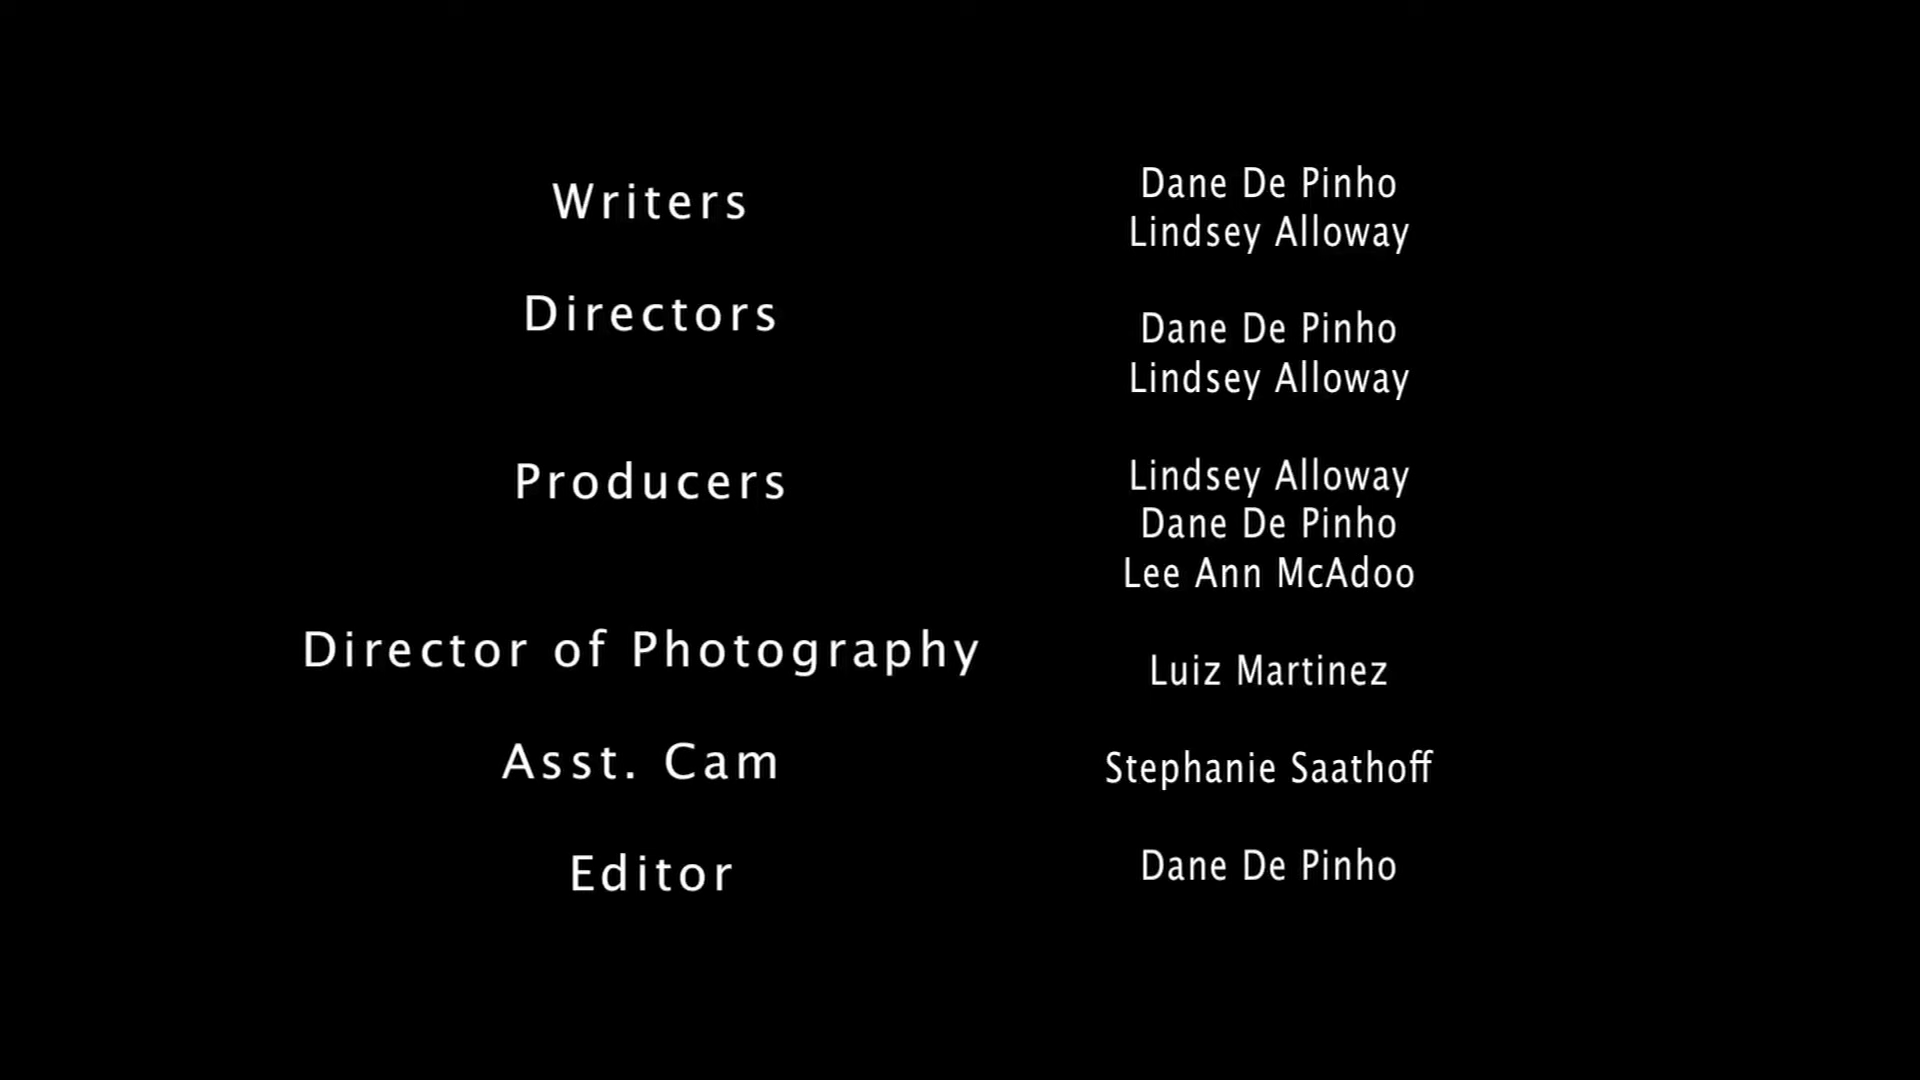 Writers
Dane De Pinho
Lindsey Alloway
Directors
Dane De Pinho
Lindsey Alloway
Producers
Lindsey Alloway
Dane De Pinho
Lee Ann McAdoo
Director of Photography
Luiz Martinez
Asst. Cam
Stephanie Saathoff
Editor
Dane De Pinho